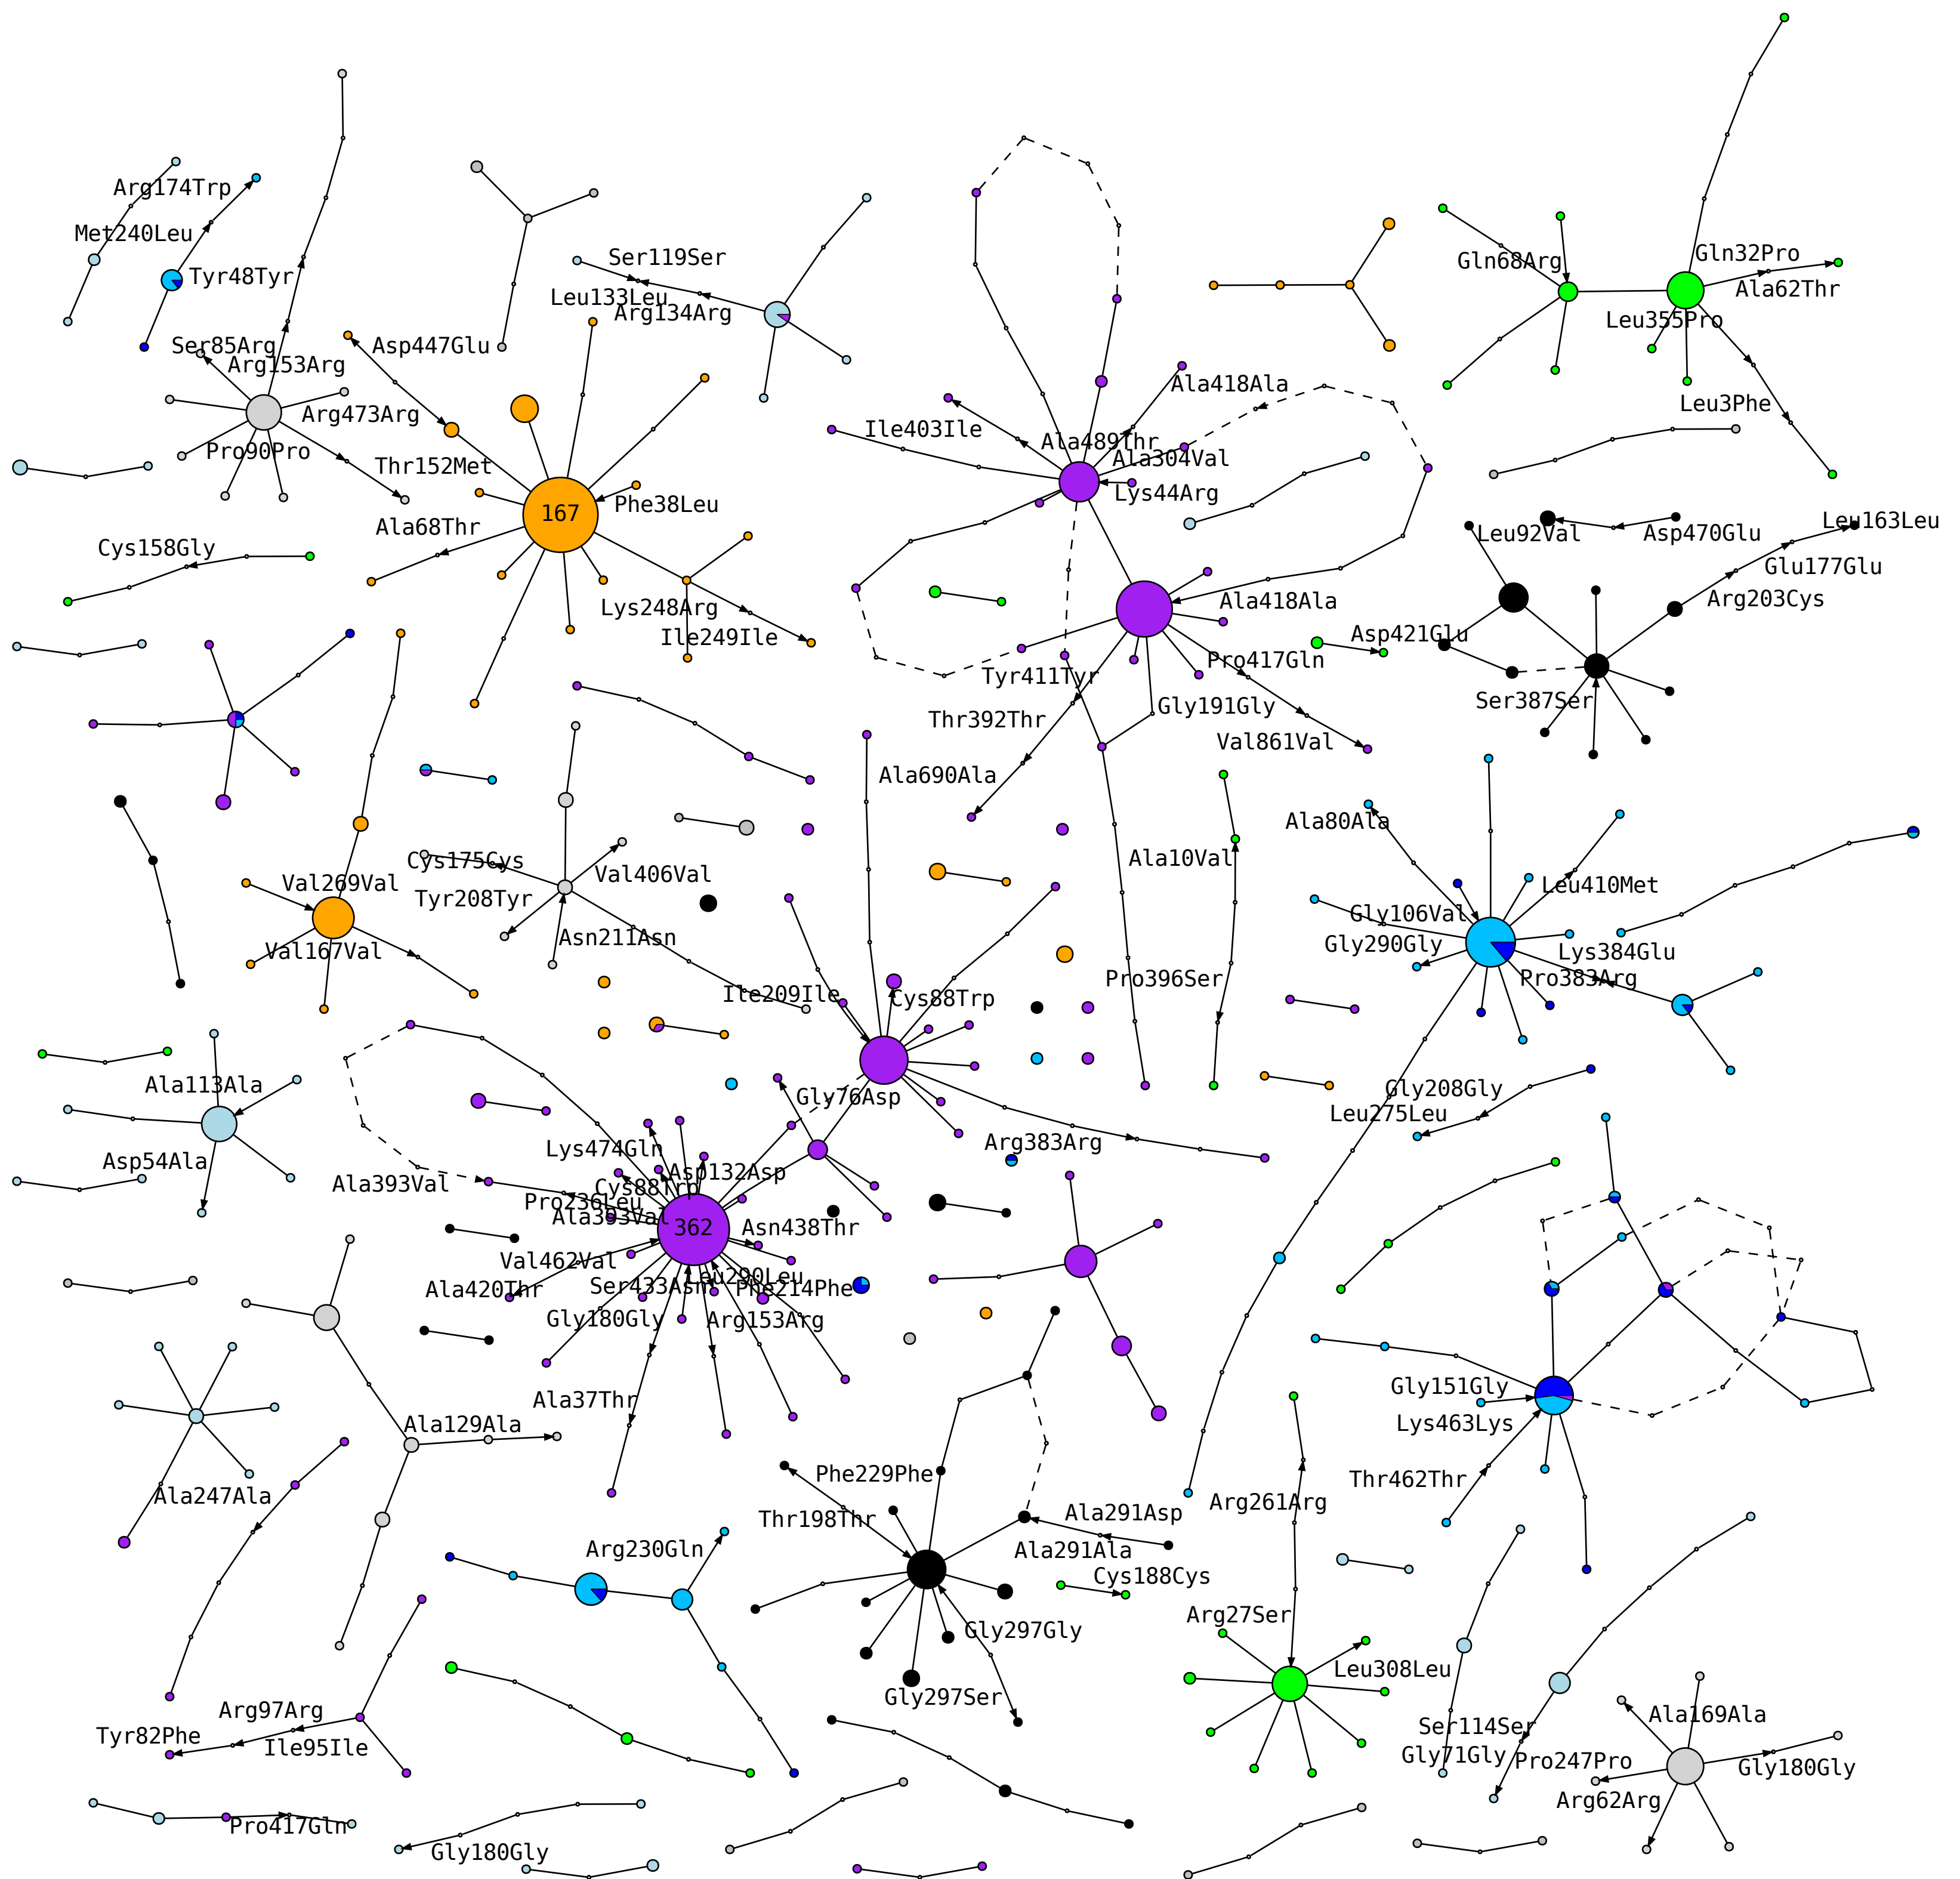 Arg174Trp
Met240Leu
Tyr48Tyr
Ser119Ser
Leu133Leu
Arg134Arg
Gln68Arg
Gln32Pro
Ala62Thr
Leu355Pro
Leu3Phe
Ser85Arg
Arg153Arg
Asp447Glu
Arg473Arg
Pro90Pro
Thr152Met
167
Phe38Leu
Ala68Thr
Lys248Arg
Ile249Ile
Ala418Ala
Ile403Ile
Ala489Thr
Ala304Val
Lys44Arg
Cys158Gly
Leu92Val
Asp470Glu
Leu163Leu
Glu177Glu
Arg203Cys
Ala418Ala
Asp421Glu
Pro417Gln
Tyr411Tyr
Ser387Ser
Gly191Gly
Thr392Thr
Val861Val
Ala690Ala
Ala80Ala
Ala10Val
Cys175Cys
Val406Val
Val269Val
Tyr208Tyr
Leu410Met
Gly106Val
Asn211Asn
Gly290Gly
Val167Val
Lys384Glu
Pro396Ser
Pro383Arg
Ile209Ile
Cys88Trp
Ala113Ala
Gly76Asp
Gly208Gly
Leu275Leu
Arg383Arg
Lys474Gln
Asp54Ala
Asp132Asp
Ala393Val
Cys88Trp
Pro236Leu
Ala393Val
362
Asn438Thr
Val462Val
Leu290Leu
Ala420Thr
Ser433Asn
Phe214Phe
Gly180Gly
Arg153Arg
Ala37Thr
Gly151Gly
Ala129Ala
Lys463Lys
Phe229Phe
Thr462Thr
Ala247Ala
Arg261Arg
Thr198Thr
Ala291Asp
Arg230Gln
Ala291Ala
Cys188Cys
Arg27Ser
Gly297Gly
Leu308Leu
Gly297Ser
Arg97Arg
Tyr82Phe
Ile95Ile
Ser114Ser
Ala169Ala
Gly71Gly
Pro247Pro
Gly180Gly
Arg62Arg
Pro417Gln
Gly180Gly